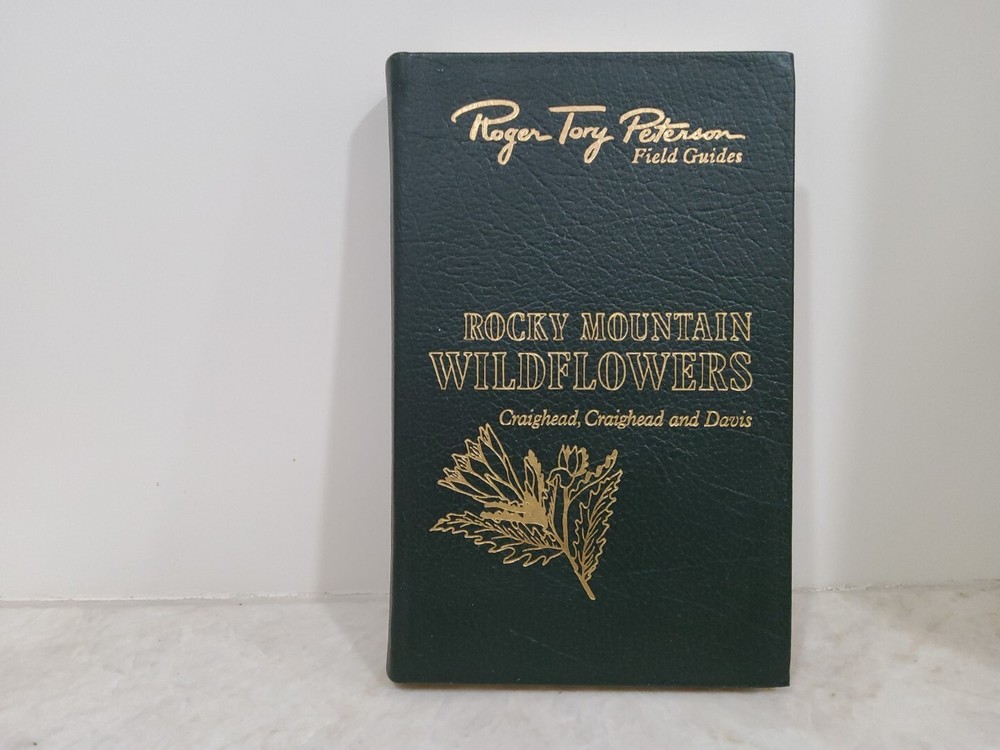 Roger Tory Peterson
Field Guides
ROCKY MOUNTAIN
WILDFLOWERS
Craighead, Craighead and Davis